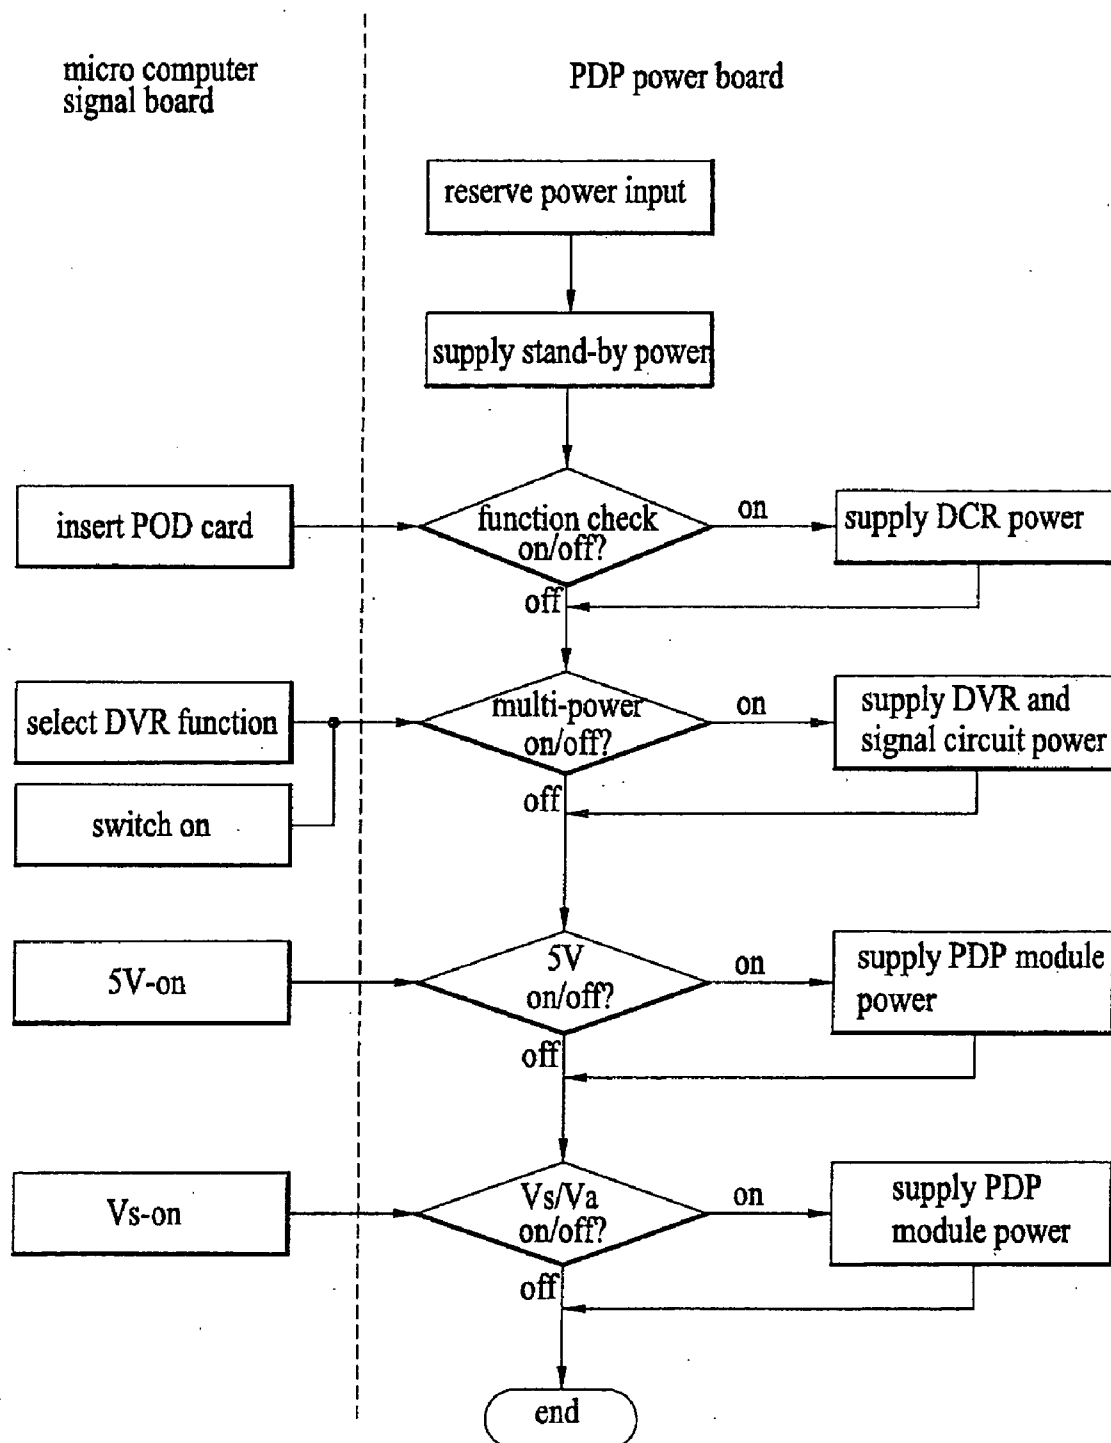 micro computer
signal board
PDP power board
reserve power input
supply stand-by power
insert POD card
function check
on/off?
on
supply DCR power
off
select DVR function
multi-power
on/off?
on
supply DVR and
signal circuit power
switch on
off
5V-on
5V
on/off?
on
supply PDP module
power
off
Vs-on
Vs/Va
on/off?
on
supply PDP
module power
off
end